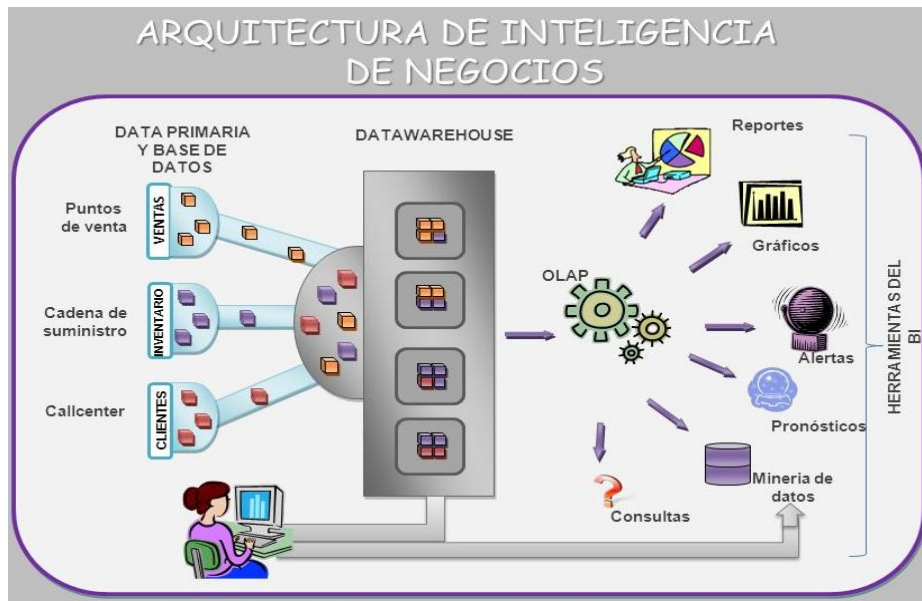 ARQUITECTURA DE INTELIGENCIA
DE NEGOCIOS
DATA PRIMARIA
Y BASE DE
DATOS
DATAWAREHOUSE
Puntos
de venta
VENTAS
Cadena de
suministro
INVENTARIO
Callcenter
CLIENTES
OLAP
Reportes
Gráficos
Alertas
Pronósticos
Mineria de
datos
Consultas
HERRAMIENTAS DEL
BI